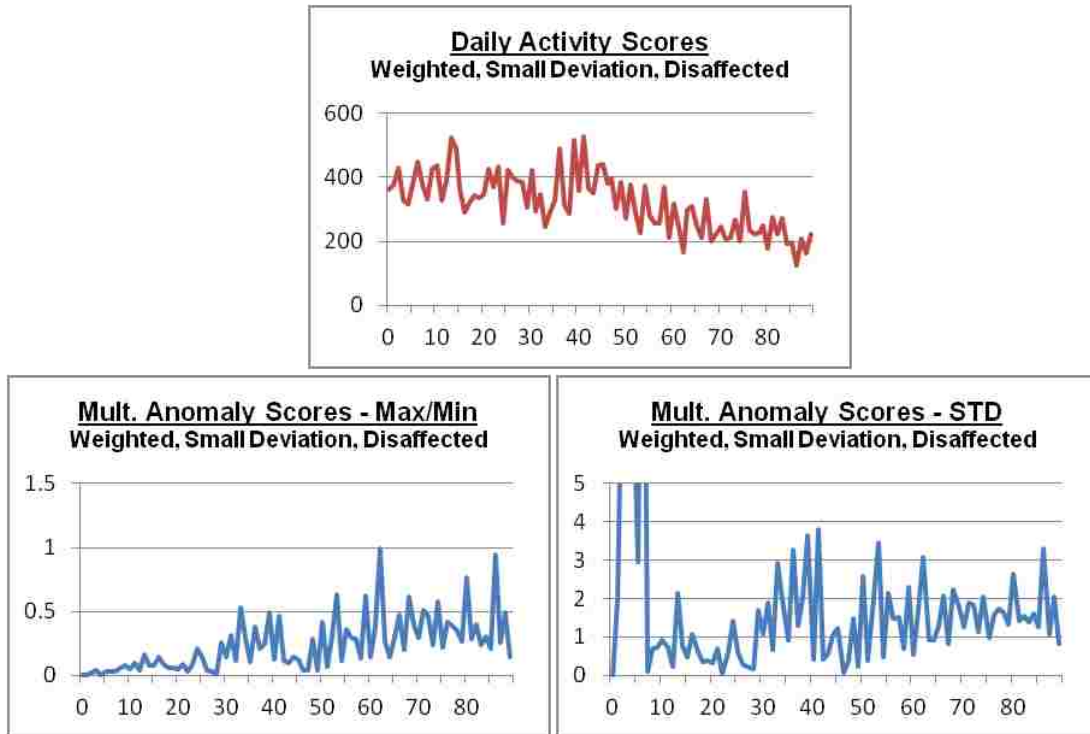 Daily Activity Scores
Weighted, Small Deviation, Disaffected
600
400
200
0
0 10 20 30 40 50 60 70 80
Mult. Anomaly Scores - Max/Min
Weighted, Small Deviation, Disaffected
1.5
1
0.5
0
0 10 20 30 40 50 60 70 80
Mult. Anomaly Scores - STD
Weighted, Small Deviation, Disaffected
5
4
3
2
1
0
0 10 20 30 40 50 60 70 80